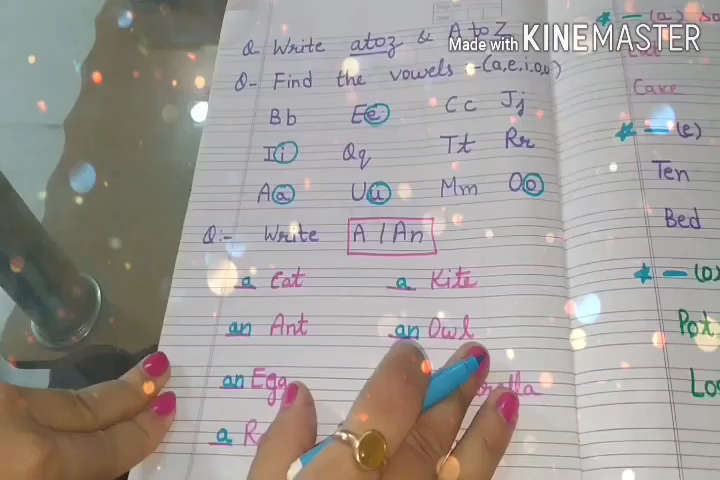 Q- Write atoz & A to Z
Made with KINEMASTER
Q- Find the vowels -(a,e,i,o,u)
Bb Ee Cc Jj
Ii Qq Tt Rr
Aa Uu Mm Oo
Q:- Write A/An
a Cat a Kite
an Ant an Owl
an Egg
a R
* - (a)
Cake
* - (e)
Ten
Bed
* - (o)
Pot